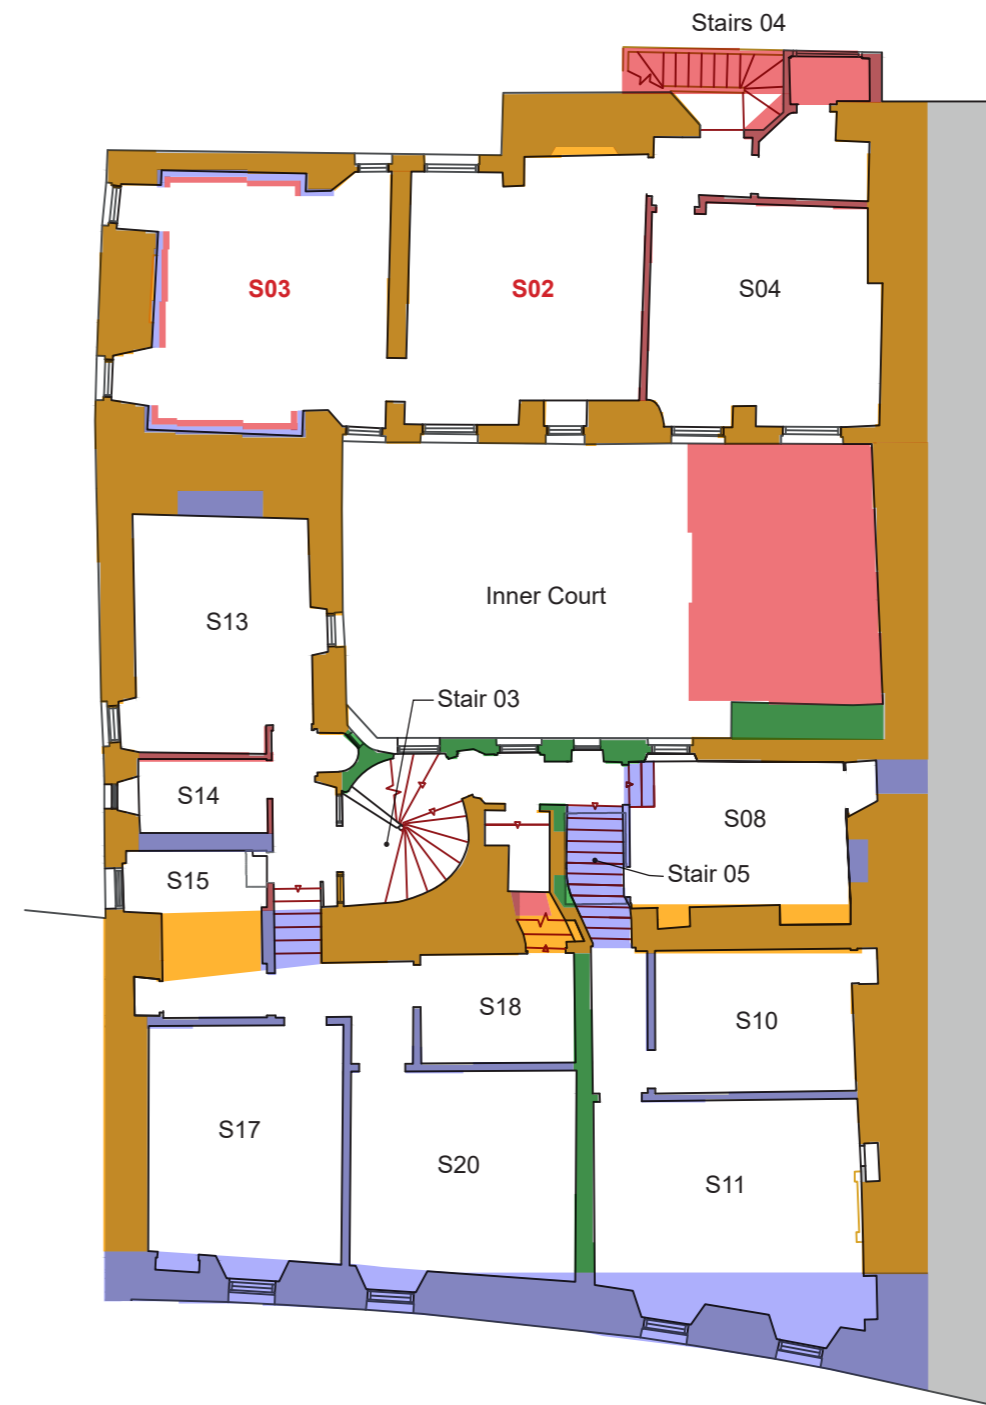 Stairs 04
S03
S02
S04
Inner Court
S13
Stair 03
S14
S08
Stair 05
S15
S18
S10
S17
S20
S11